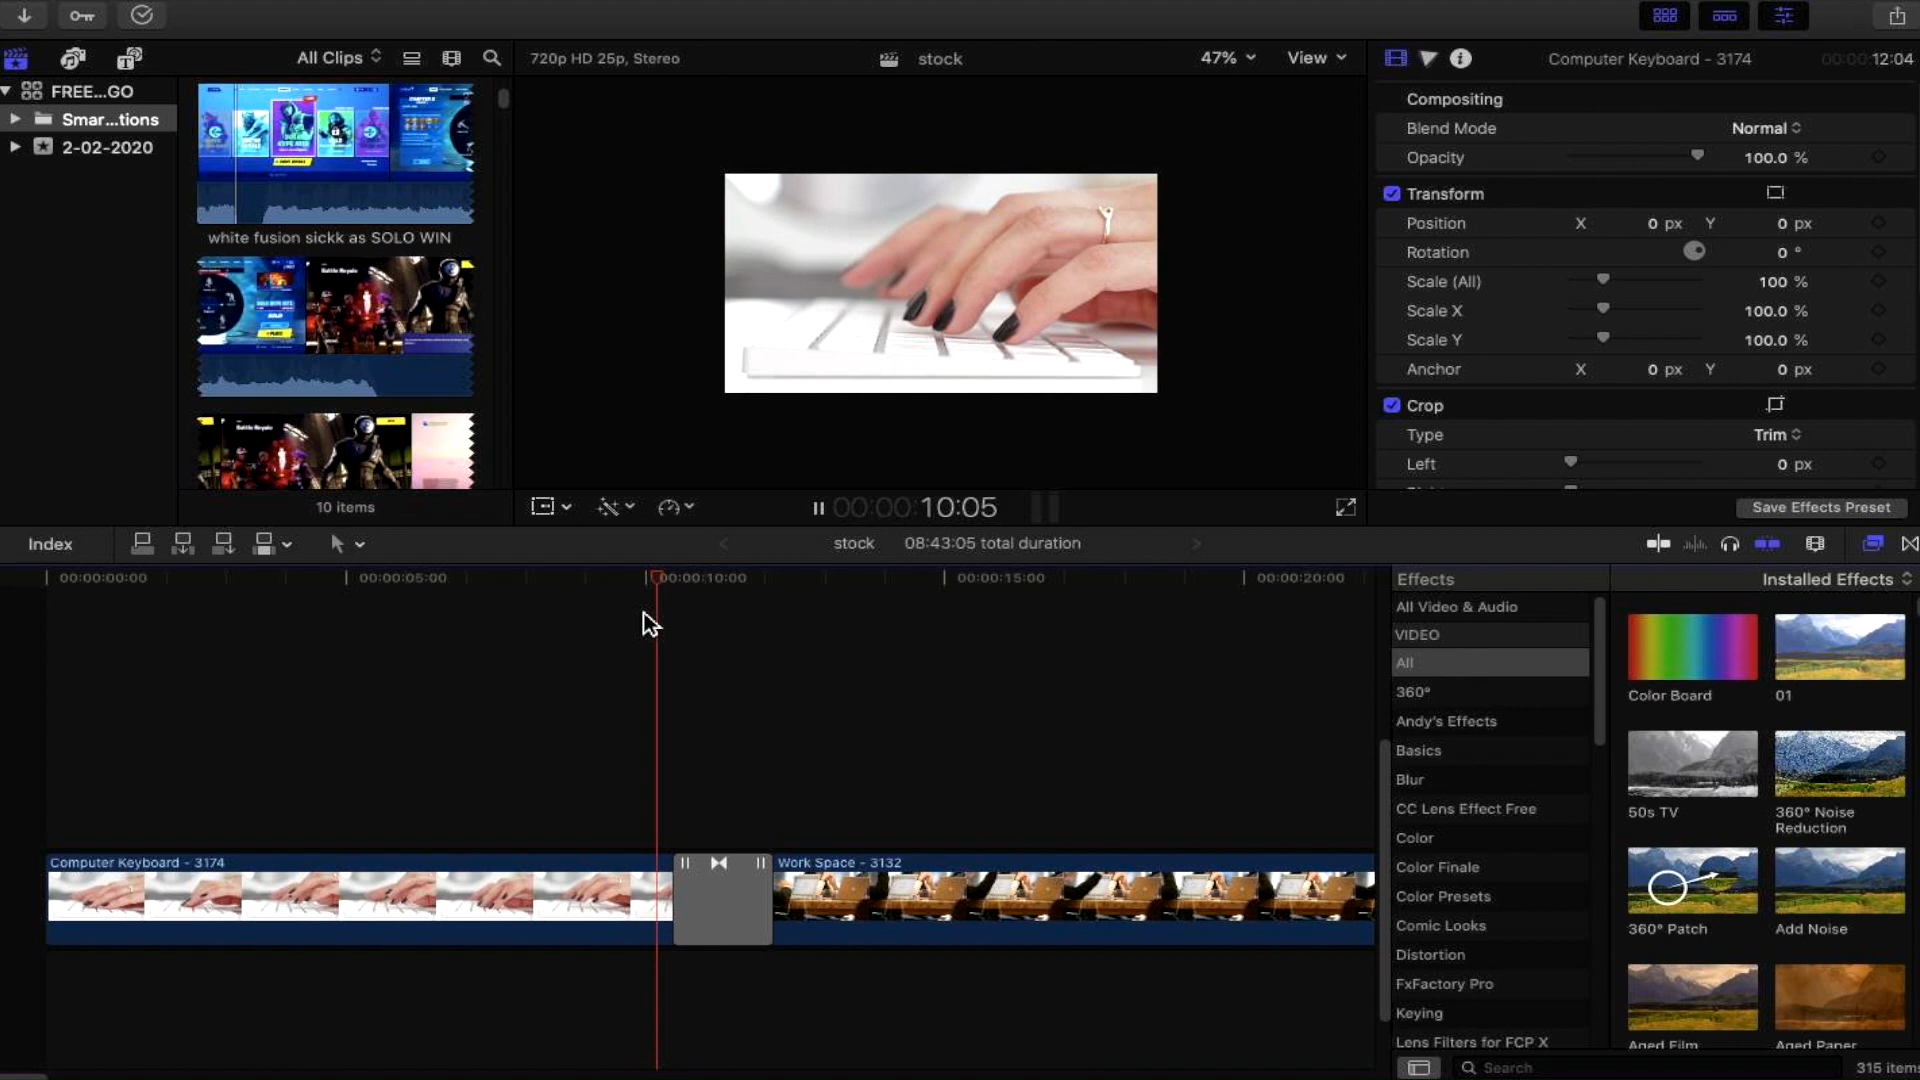 All Clips
720p HD 25p, Stereo
stock
47%
View
Computer Keyboard - 3174
00:00:12:04
FREE...GO
Smar...tions
2-02-2020
white fusion sickk as SOLO WIN
10 items
Compositing
Blend Mode
Normal
Opacity
100.0 %
Transform
Position
X
0 px
Y
0 px
Rotation
0 °
Scale (All)
100 %
Scale X
100.0 %
Scale Y
100.0 %
Anchor
X
0 px
Y
0 px
Crop
Type
Trim
Left
0 px
Save Effects Preset
00:00:10:05
Index
stock
08:43:05 total duration
00:00:00:00
00:00:05:00
00:00:10:00
00:00:15:00
00:00:20:00
Computer Keyboard - 3174
Work Space - 3132
Effects
Installed Effects
All Video & Audio
VIDEO
All
360°
Andy's Effects
Basics
Blur
CC Lens Effect Free
Color
Color Finale
Color Presets
Comic Looks
Distortion
FxFactory Pro
Keying
Lens Filters for FCP X
Color Board
01
50s TV
360° Noise
Reduction
360° Patch
Add Noise
Aged Film
Aged Paper
Search
315 items